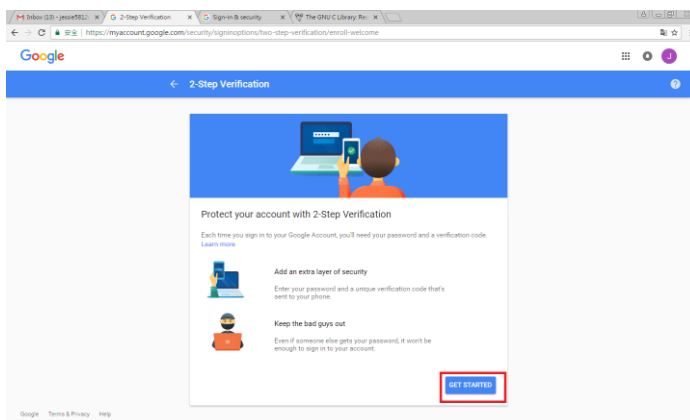 Inbox (13) - jessie5812
2-Step Verification
Sign-in & security
The GNU C Library: Re
https://myaccount.google.com/security/signinoptions/two-step-verification/enroll-welcome
Google
J
2-Step Verification
?
Protect your account with 2-Step Verification
Each time you sign in to your Google Account, you'll need your password and a verification code.
Learn more
Add an extra layer of security
Enter your password and a unique verification code that's
sent to your phone.
Keep the bad guys out
Even if someone else gets your password, it won't be
enough to sign in to your account.
GET STARTED
Google Terms & Privacy Help